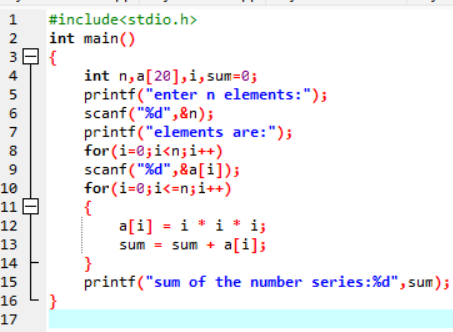 1 #include<stdio.h>
2 int main()
3 {
4 int n,a[20],i,sum=0;
5 printf("enter n elements:");
6 scanf("%d",&n);
7 printf("elements are:");
8 for(i=0;i<n;i++)
9 scanf("%d",&a[i]);
10 for(i=0;i<=n;i++)
11 {
12 a[i] = i * i * i;
13 sum = sum + a[i];
14 }
15 printf("sum of the number series:%d",sum);
16 }
17